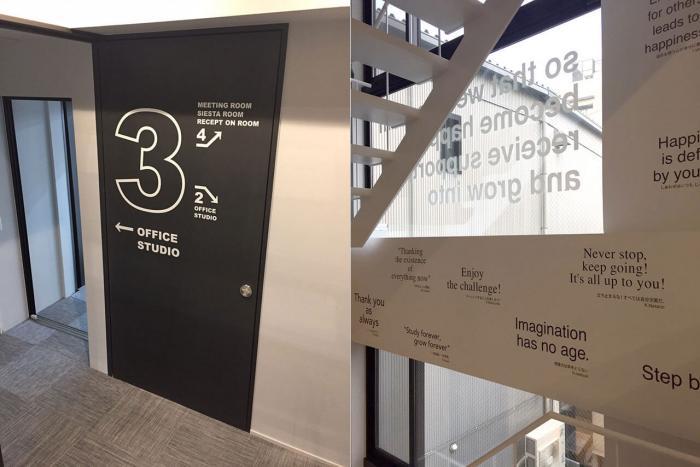 3
MEETING ROOM
SIESTA ROOM
RECEPT ON ROOM
4
2
OFFICE
STUDIO
← OFFICE
STUDIO
so that we
become happ
receive suppor
and grow into
for others
leads to
happiness
Happi
is def
by you
"Thanking
the existence
of
everything now"
Enjoy
the challenge!
Never stop,
keep going!
It's all up to you!
Thank you
as
always
"Study forever,
grow forever"
Imagination
has no age.
Step b